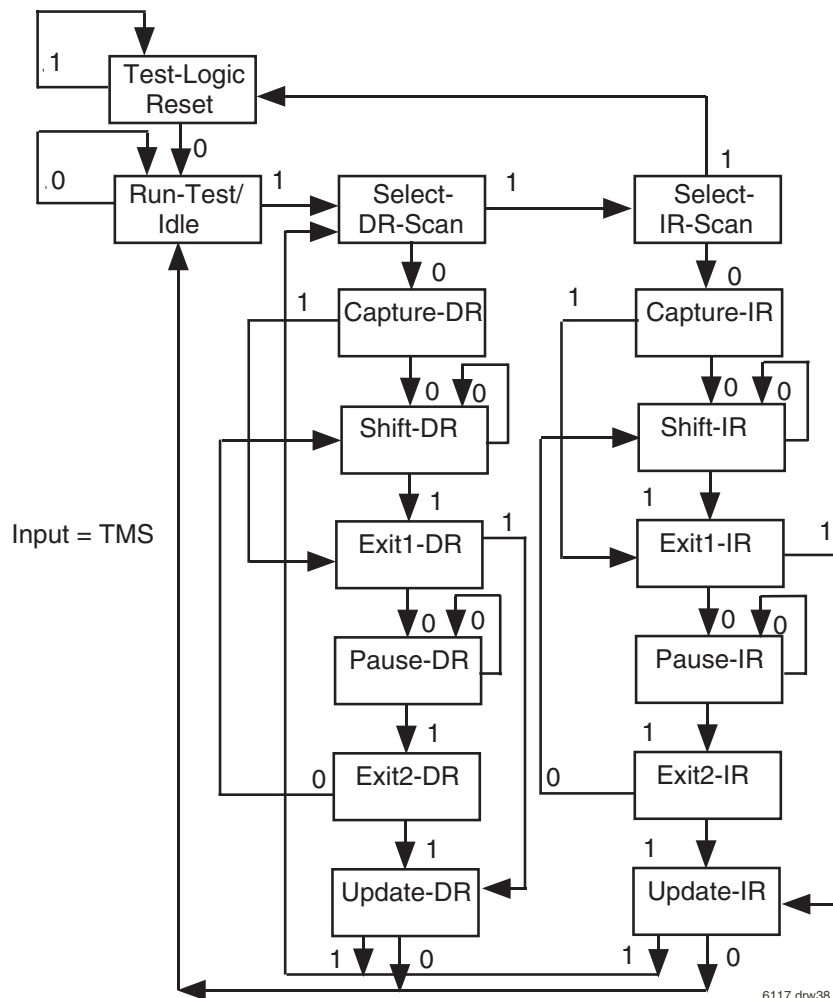 1
Test-Logic
Reset
0
1
0
Run-Test/
Idle
1
Select-
DR-Scan
1
Select-
IR-Scan
0
0
1
Capture-DR
1
Capture-IR
0
0
0
0
Shift-DR
Shift-IR
1
1
Input = TMS
Exit1-DR
1
Exit1-IR
1
0
0
0
0
Pause-DR
Pause-IR
1
1
0
Exit2-DR
0
Exit2-IR
1
1
Update-DR
Update-IR
1
0
1
0
6117 drw38